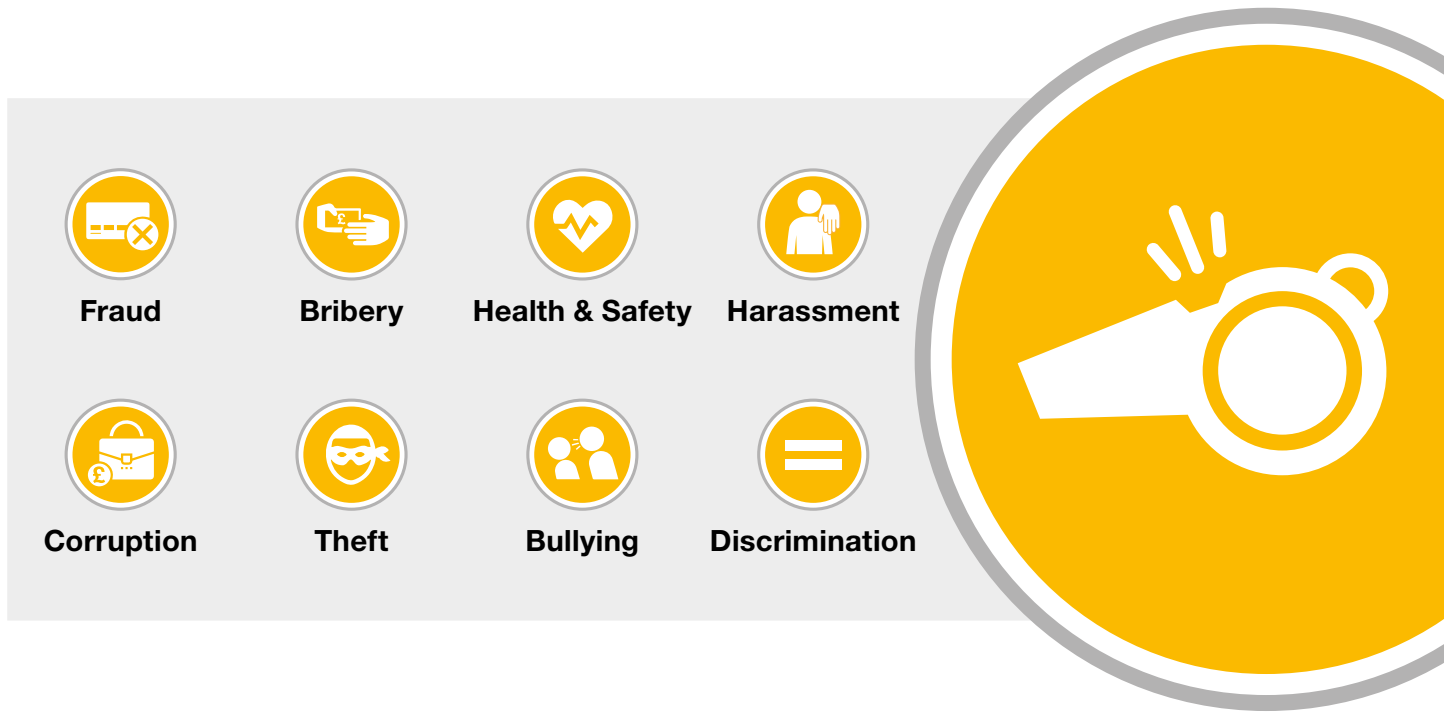 Fraud
Bribery
Health & Safety
Harassment
Corruption
Theft
Bullying
Discrimination
£
£